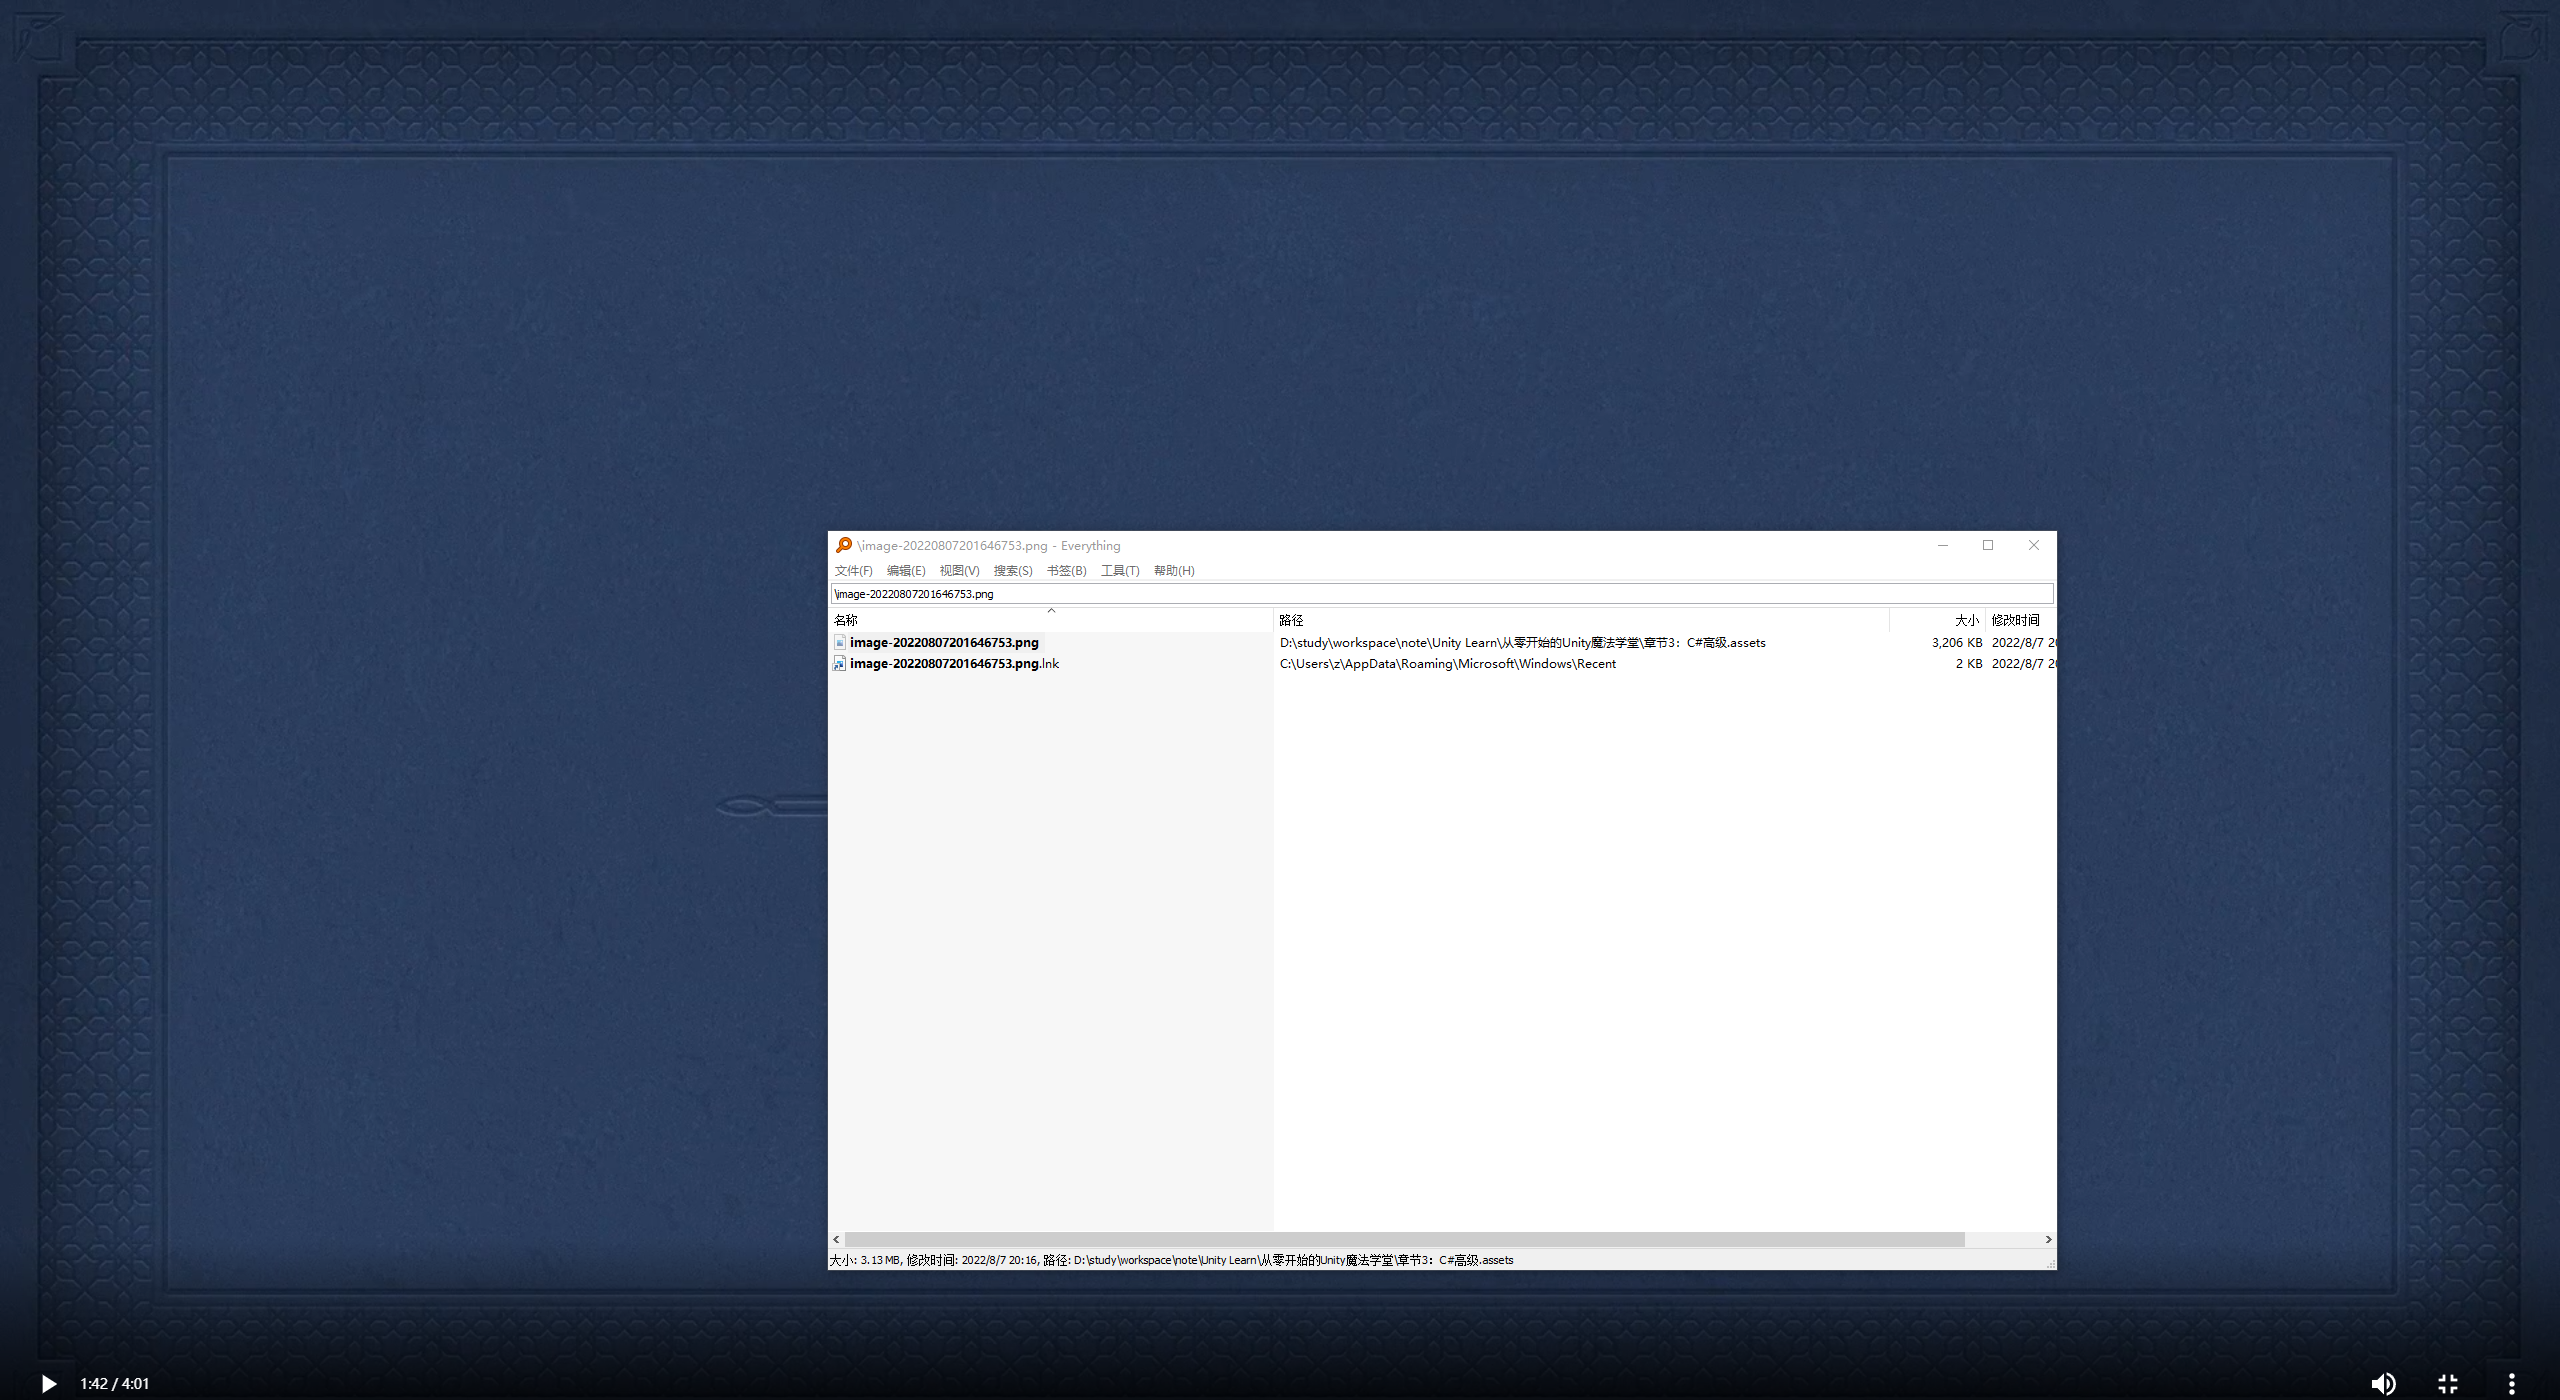 \image-20220807201646753.png - Everything
文件(F) 编辑(E) 视图(V) 搜索(S) 书签(B) 工具(T) 帮助(H)
\image-20220807201646753.png
名称 路径 大小 修改时间
image-20220807201646753.png D:\study\workspace\note\Unity Learn\从零开始的Unity魔法学堂\章节3：C#高级.assets 3,206 KB 2022/8/7 20
image-20220807201646753.png.lnk C:\Users\z\AppData\Roaming\Microsoft\Windows\Recent 2 KB 2022/8/7 20
大小: 3.13 MB, 修改时间: 2022/8/7 20:16, 路径: D:\study\workspace\note\Unity Learn\从零开始的Unity魔法学堂\章节3：C#高级.assets
1:42 / 4:01